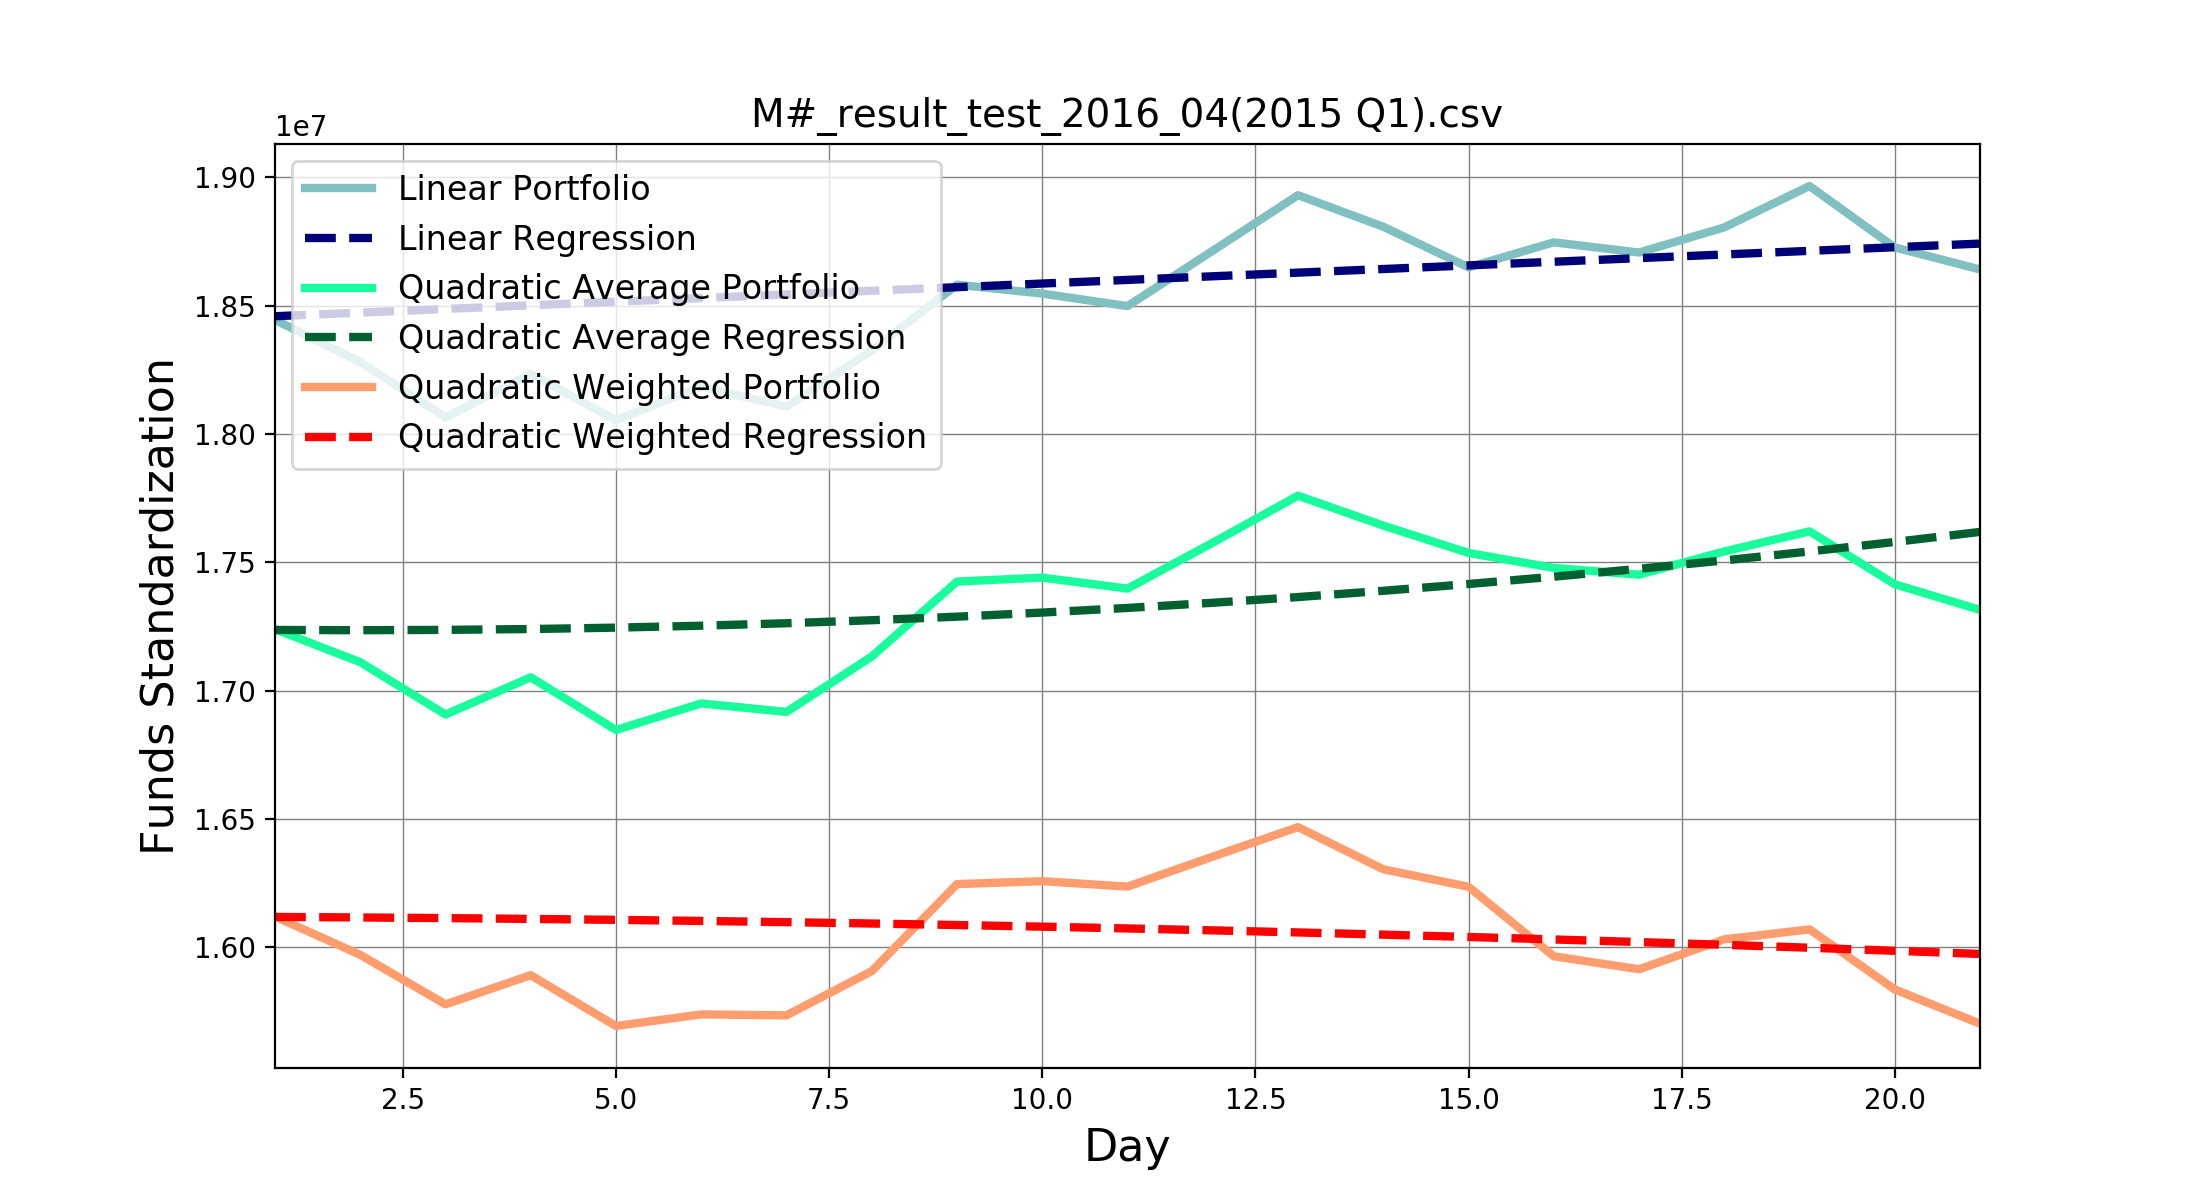 M#_result_test_2016_04(2015 Q1).csv
1e7
1.90
1.85
1.80
1.75
1.70
1.65
1.60
Funds Standardization
Linear Portfolio
Linear Regression
Quadratic Average Portfolio
Quadratic Average Regression
Quadratic Weighted Portfolio
Quadratic Weighted Regression
2.5 5.0 7.5 10.0 12.5 15.0 17.5 20.0
Day